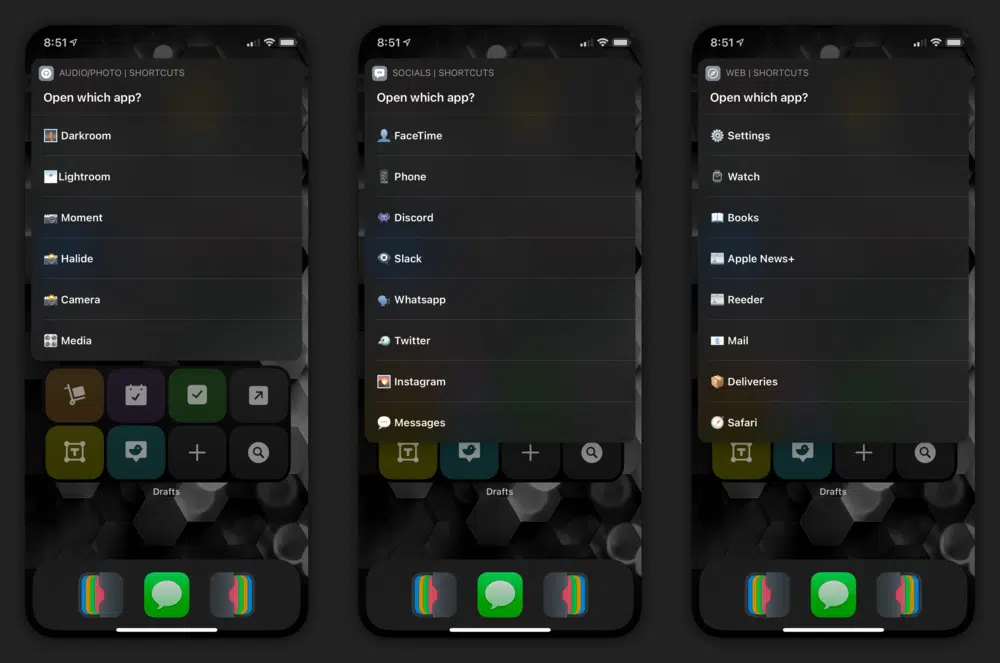 8:51
AUDIO/PHOTO | SHORTCUTS
Open which app?
Darkroom
Lightroom
Moment
Halide
Camera
Media
T
Drafts
8:51
SOCIALS | SHORTCUTS
Open which app?
FaceTime
Phone
Discord
Slack
Whatsapp
Twitter
Instagram
Messages
T
Drafts
8:51
WEB | SHORTCUTS
Open which app?
Settings
Watch
Books
Apple News+
Reeder
Mail
Deliveries
Safari
T
Drafts